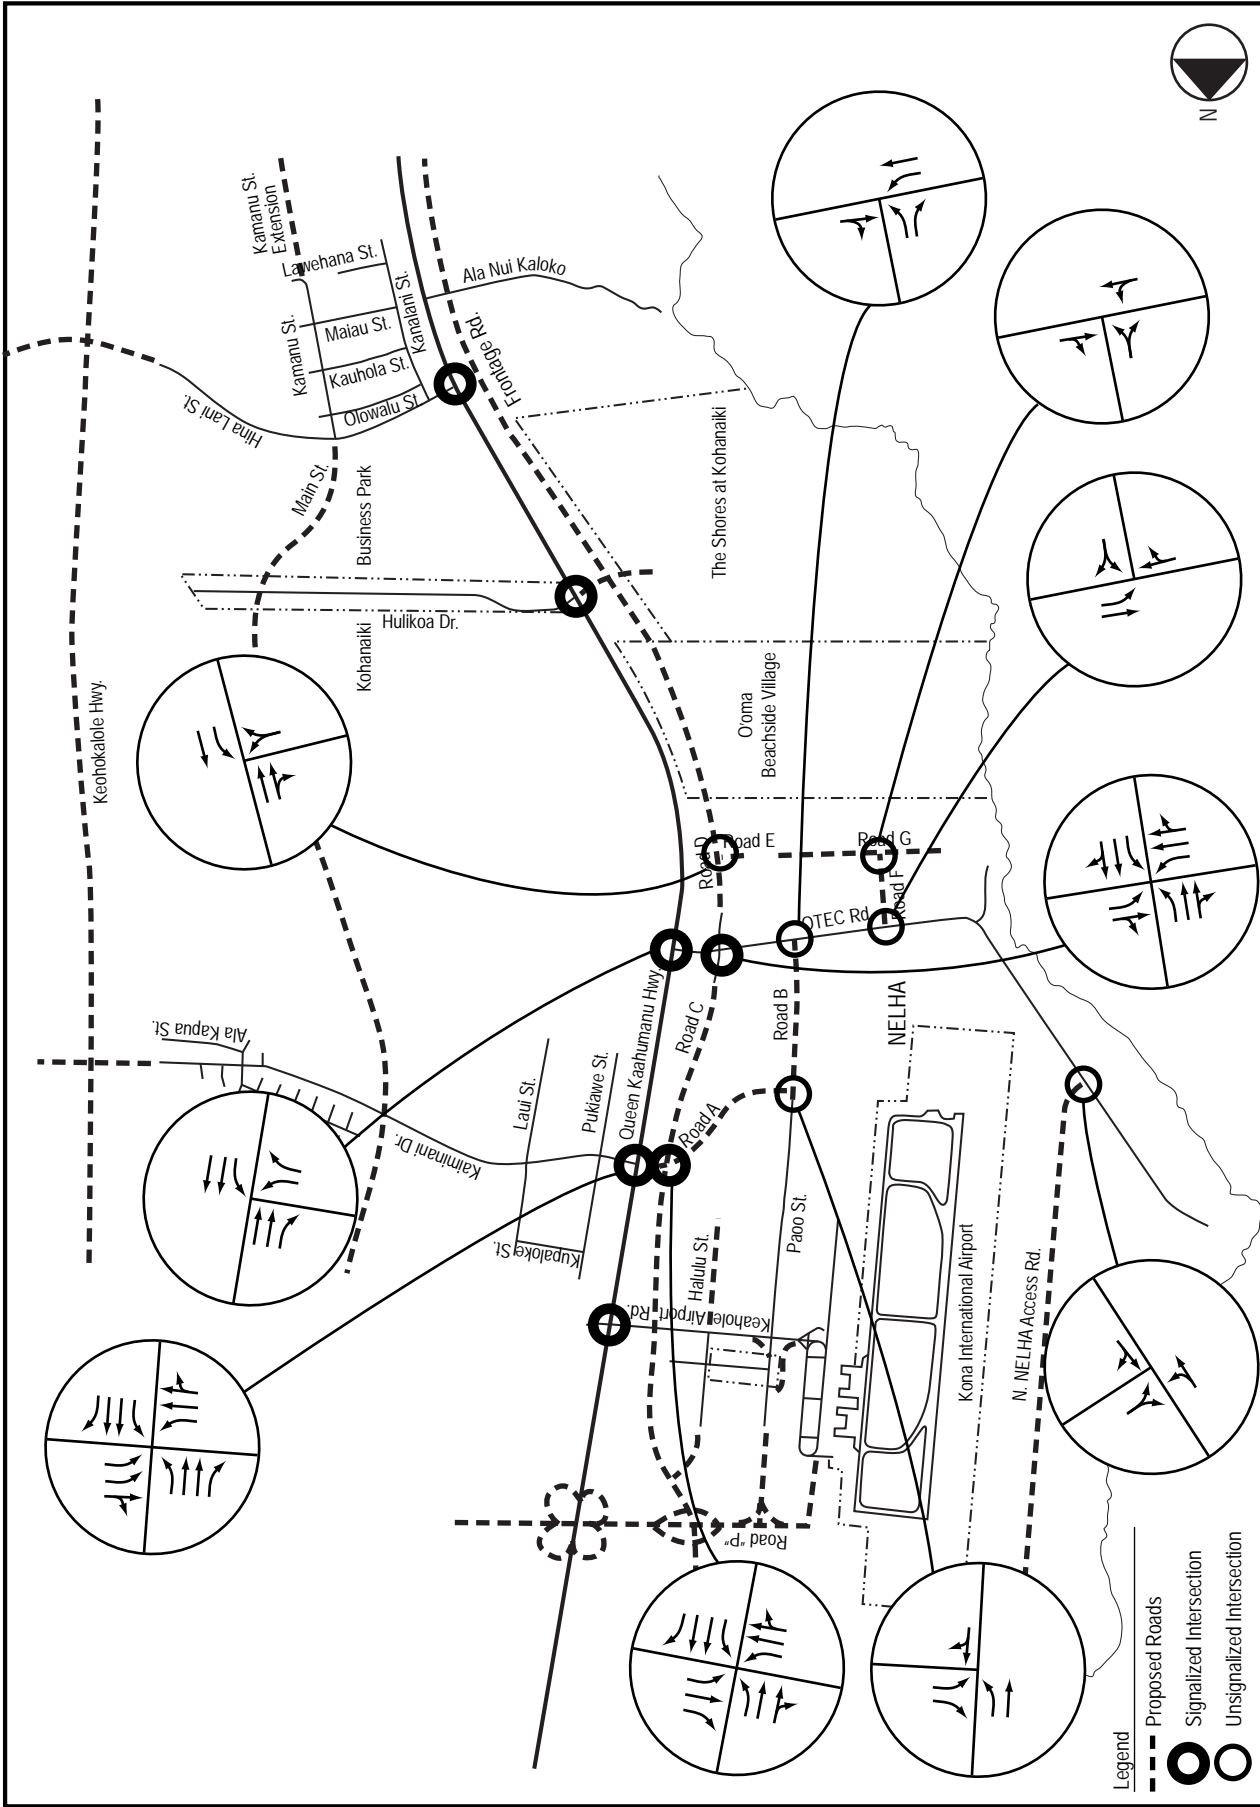 N
Keohokalole Hwy.
Kamanu St.
Extension
Lawehana St.
Kamanu St.
Maiau St.
Kanalani St.
Kauhola St.
Olowalu St.
Hina Lani St.
Ala Nui Kaloko
Frontage Rd.
Main St.
Business Park
Kohanaiki
Hulikoa Dr.
The Shores at Kohanaiki
O'oma
Beachside Village
Road D
Road E
Road G
Road F
OTEC Rd.
NELHA
Road B
Road C
Road A
Queen Kaahumanu Hwy.
Pukiawe St.
Laui St.
Ala Kapua St.
Kaiminani Dr.
Kupaloke St.
Halulu St.
Paoo St.
Keahole Airport Rd.
Kona International Airport
N. NELHA Access Rd.
Road "P"
Legend
Proposed Roads
Signalized Intersection
Unsignalized Intersection